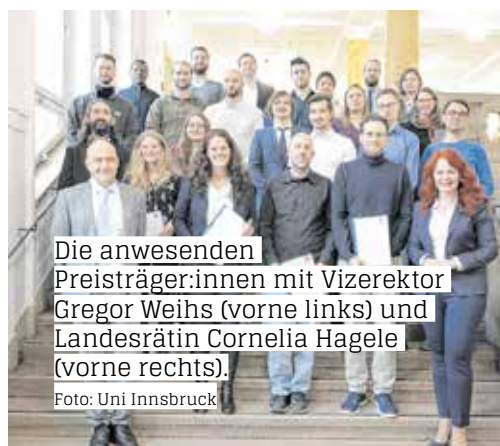 Die anwesenden
Preisträger:innen mit Vizerektor
Gregor Weihs (vorne links) und
Landesrätin Cornelia Hagele
(vorne rechts).
Foto: Uni Innsbruck